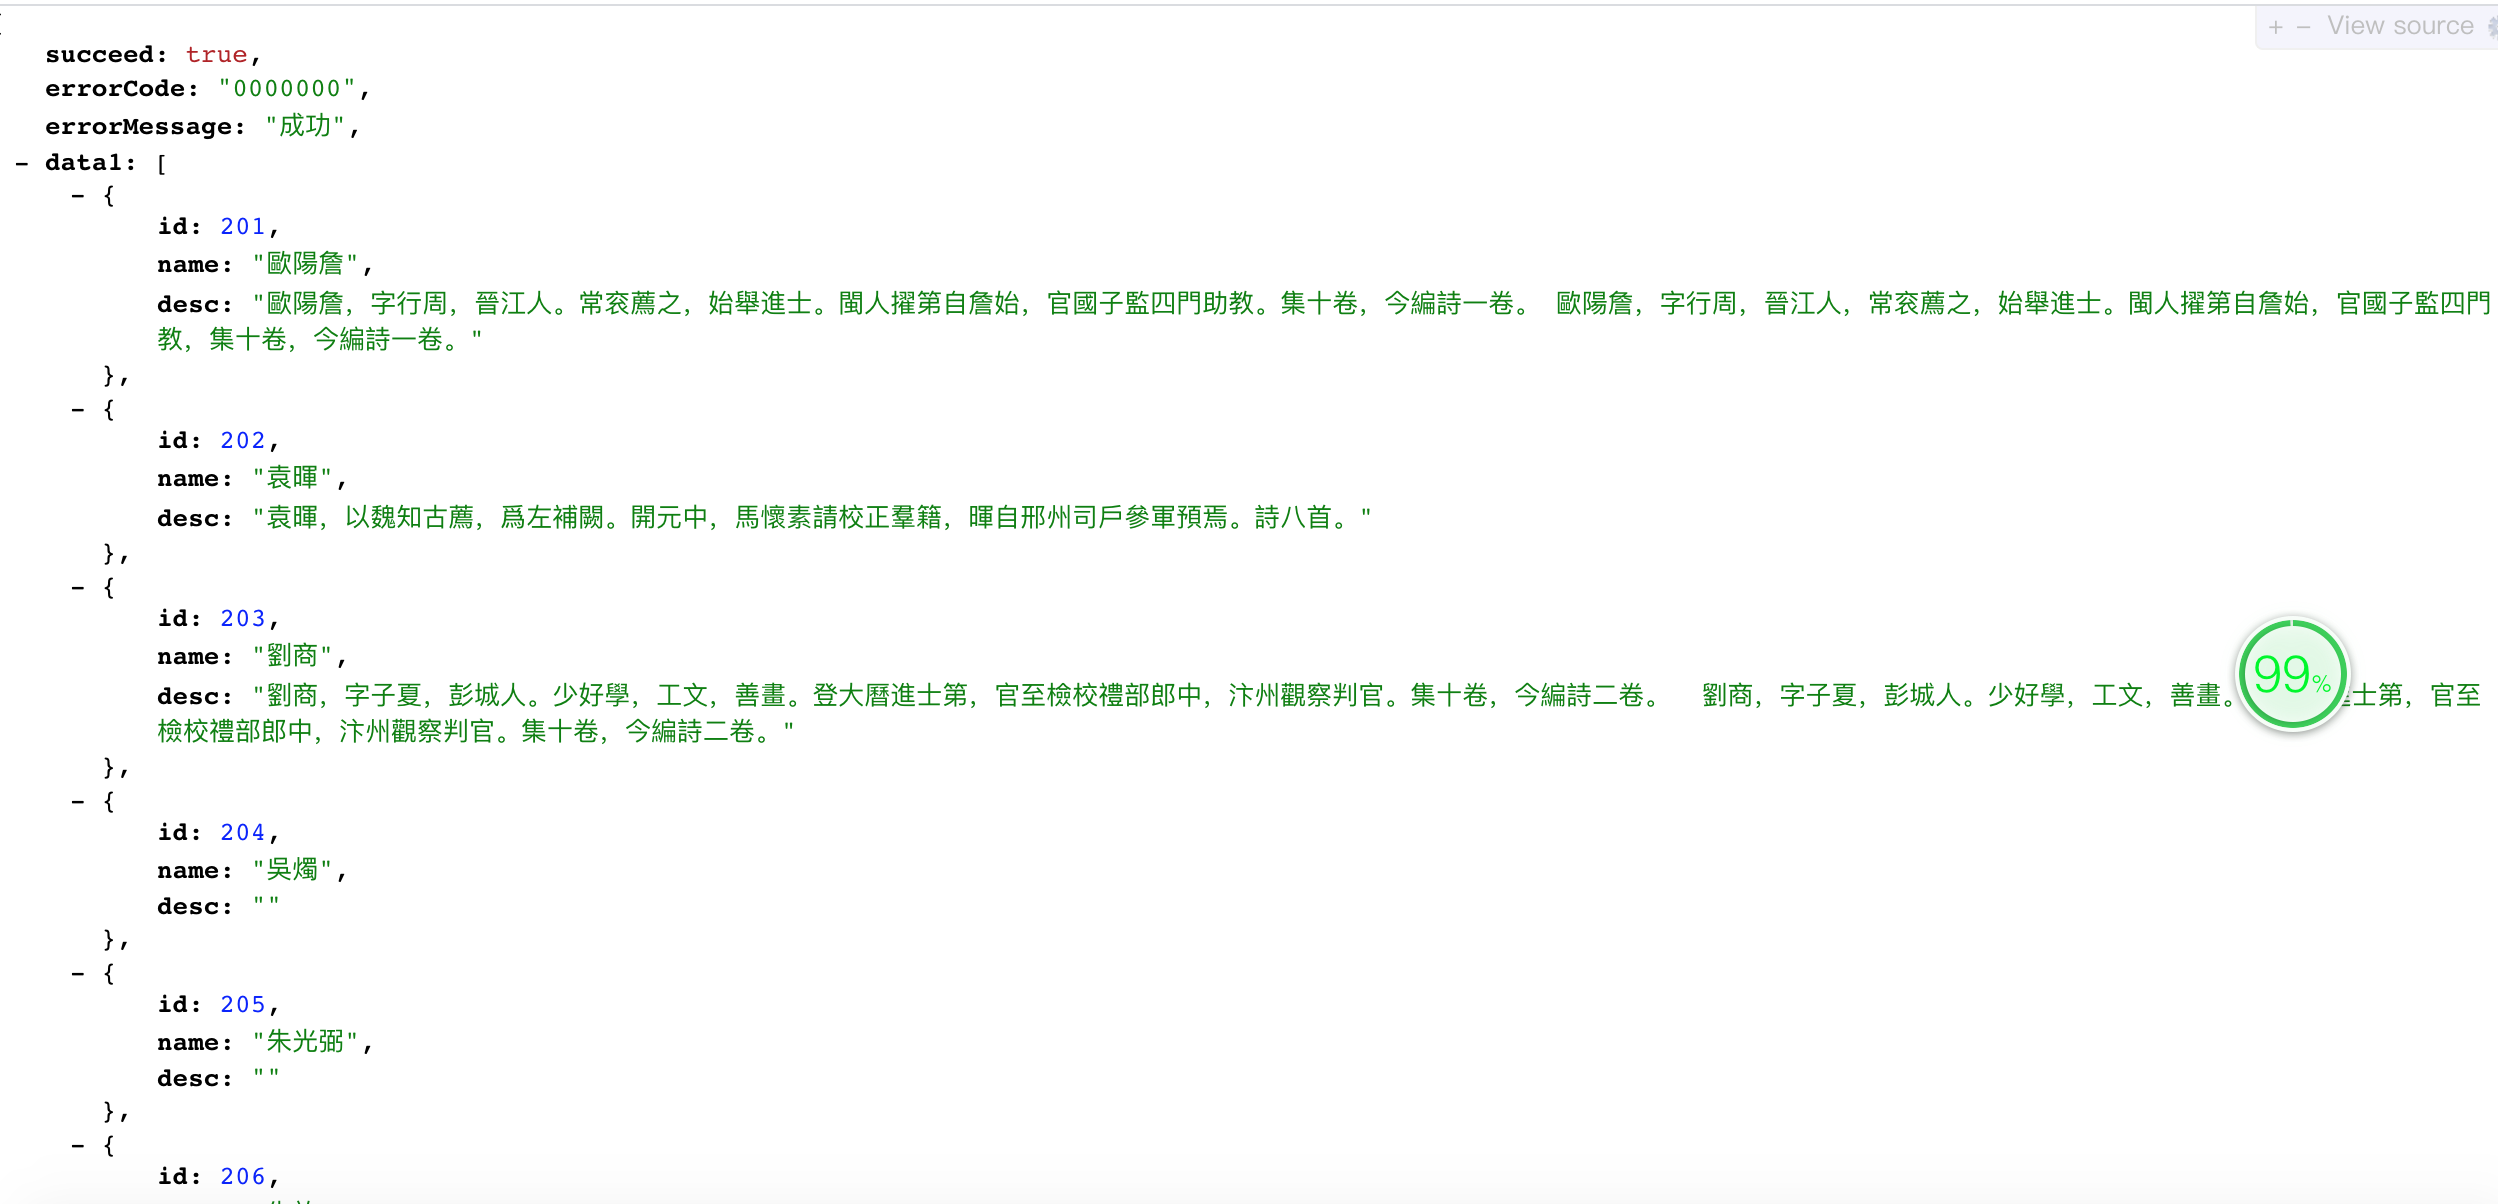 + − View source
succeed: true,
errorCode: "0000000",
errorMessage: "成功",
− data1: [
− {
id: 201,
name: "歐陽詹",
desc: "歐陽詹，字行周，晉江人。常衮薦之，始舉進士。閩人擢第自詹始，官國子監四門助教。集十卷，今編詩一卷。 歐陽詹，字行周，晉江人，常衮薦之，始舉進士。閩人擢第自詹始，官國子監四門
教，集十卷，今編詩一卷。"
},
− {
id: 202,
name: "袁暉",
desc: "袁暉，以魏知古薦，爲左補闕。開元中，馬懷素請校正羣籍，暉自邢州司戶參軍預焉。詩八首。"
},
− {
id: 203,
name: "劉商",
desc: "劉商，字子夏，彭城人。少好學，工文，善畫。登大曆進士第，官至檢校禮部郎中，汴州觀察判官。集十卷，今編詩二卷。 劉商，字子夏，彭城人。少好學，工文，善畫。 士第，官至
檢校禮部郎中，汴州觀察判官。集十卷，今編詩二卷。"
},
99%
− {
id: 204,
name: "吳燭",
desc: ""
},
− {
id: 205,
name: "朱光弼",
desc: ""
},
− {
id: 206,